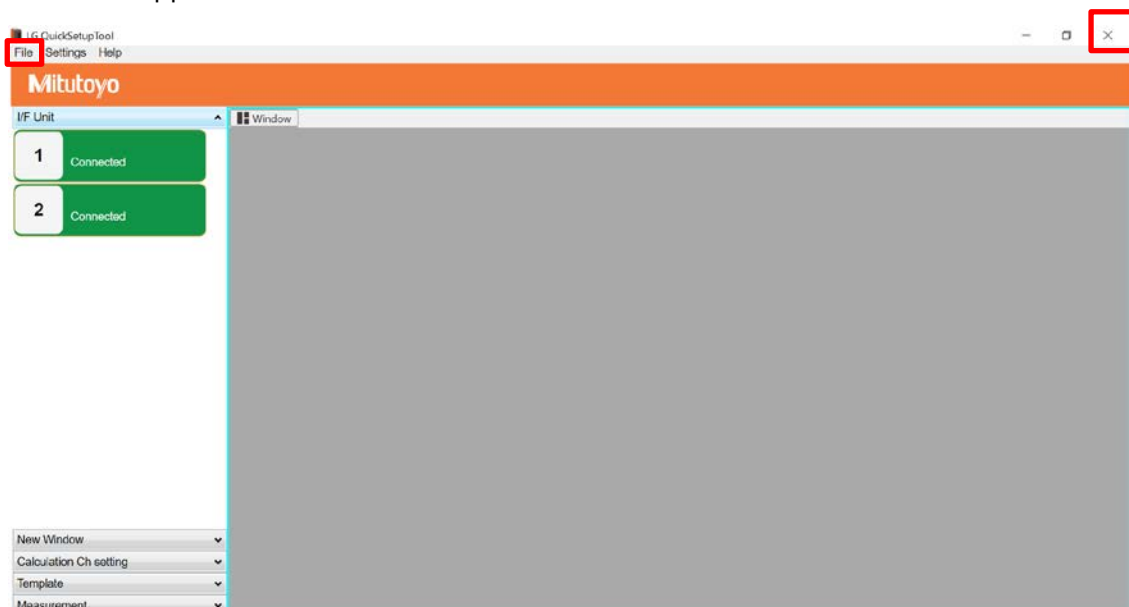 LG QuickSetupTool
File Settings Help
Mitutoyo
I/F Unit
Window
1 Connected
2 Connected
New Window
Calculation Ch setting
Template
Measurement